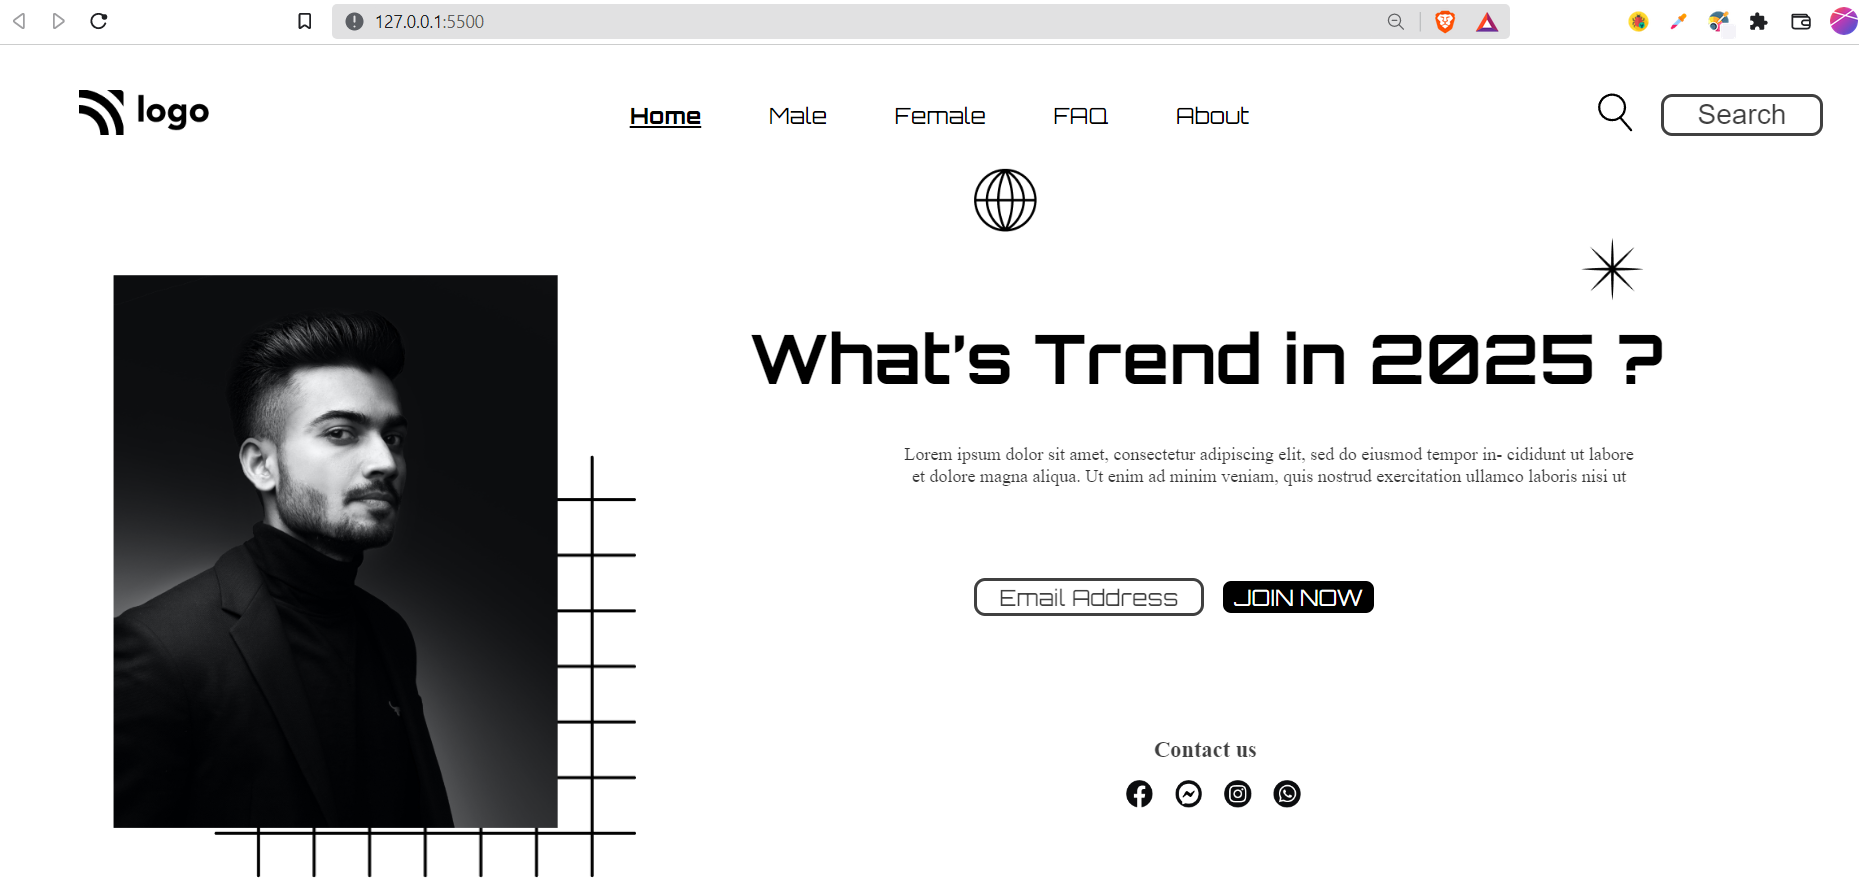 127.0.0.1:5500
logo
Home Male Female FAQ About
Search
What's Trend in 2025 ?
Lorem ipsum dolor sit amet, consectetur adipiscing elit, sed do eiusmod tempor in- cididunt ut labore
et dolore magna aliqua. Ut enim ad minim veniam, quis nostrud exercitation ullamco laboris nisi ut
Email Address JOIN NOW
Contact us